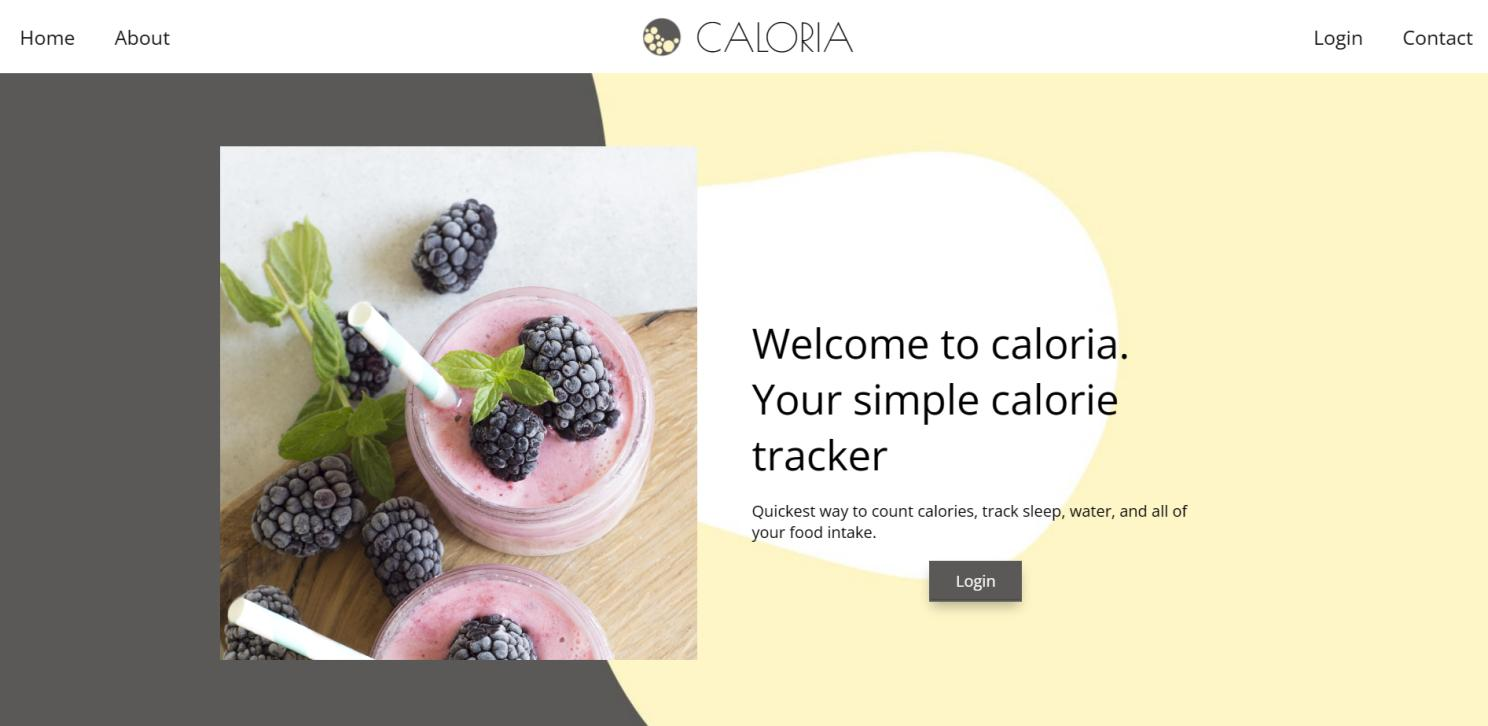 Home
About
CALORIA
Login
Contact
Welcome to caloria.
Your simple calorie
tracker
Quickest way to count calories, track sleep, water, and all of
your food intake.
Login